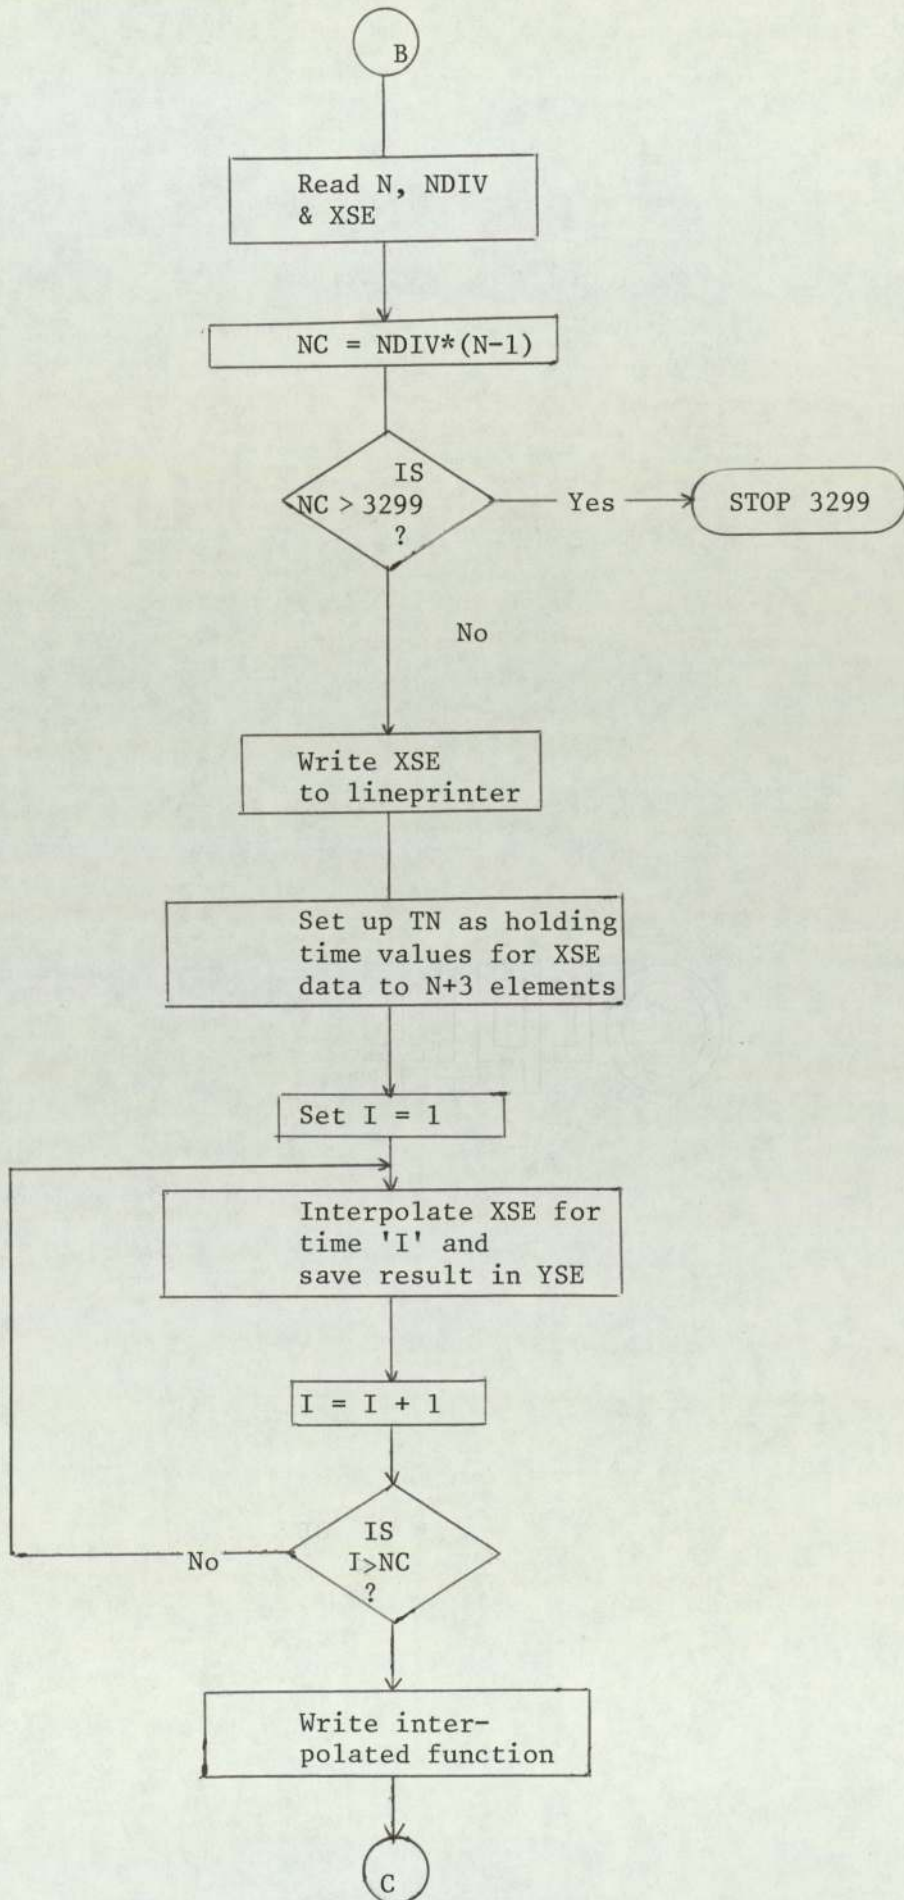 B
Read N, NDIV
& XSE
NC = NDIV*(N-1)
IS
NC > 3299
?
Yes
STOP 3299
No
Write XSE
to lineprinter
Set up TN as holding
time values for XSE
data to N+3 elements
Set I = 1
Interpolate XSE for
time 'I' and
save result in YSE
I = I + 1
IS
I>NC
?
No
Write inter-
polated function
C